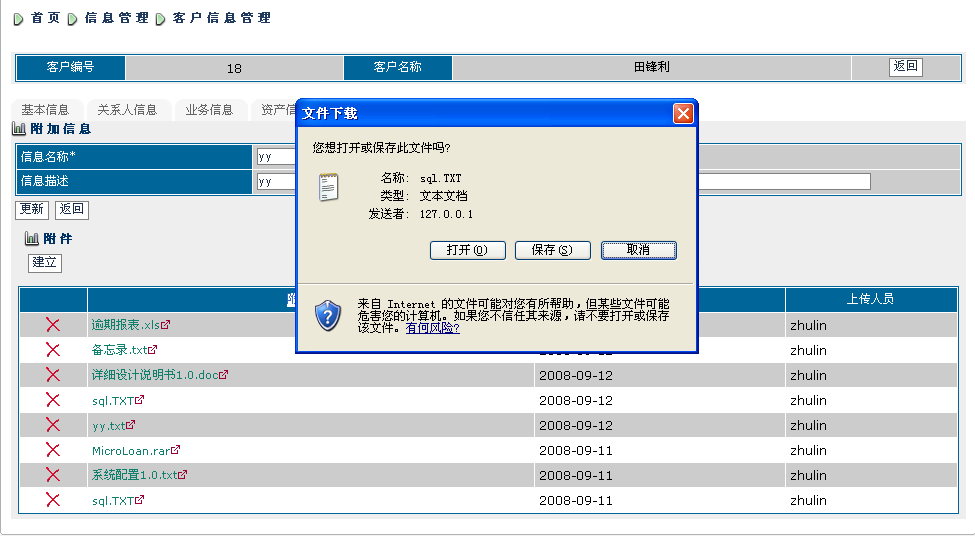 首页 信息管理 客户信息管理
客户编号 18 客户名称 田锋利 返回
基本信息 关系人信息 业务信息 资产信
附加信息
信息名称* yy
信息描述 yy
更新 返回
附件
建立
上传人员
逾期报表.xls zhulin
备忘录.txt zhulin
详细设计说明书1.0.doc 2008-09-12 zhulin
sql.TXT 2008-09-12 zhulin
yy.txt 2008-09-12 zhulin
MicroLoan.rar 2008-09-11 zhulin
系统配置1.0.txt 2008-09-11 zhulin
sql.TXT 2008-09-11 zhulin
文件下载
您想打开或保存此文件吗?
名称: sql.TXT
类型: 文本文档
发送者: 127.0.0.1
打开(O) 保存(S) 取消
来自 Internet 的文件可能对您有所帮助,但某些文件可能
危害您的计算机。如果您不信任其来源,请不要打开或保存
该文件。有何风险?